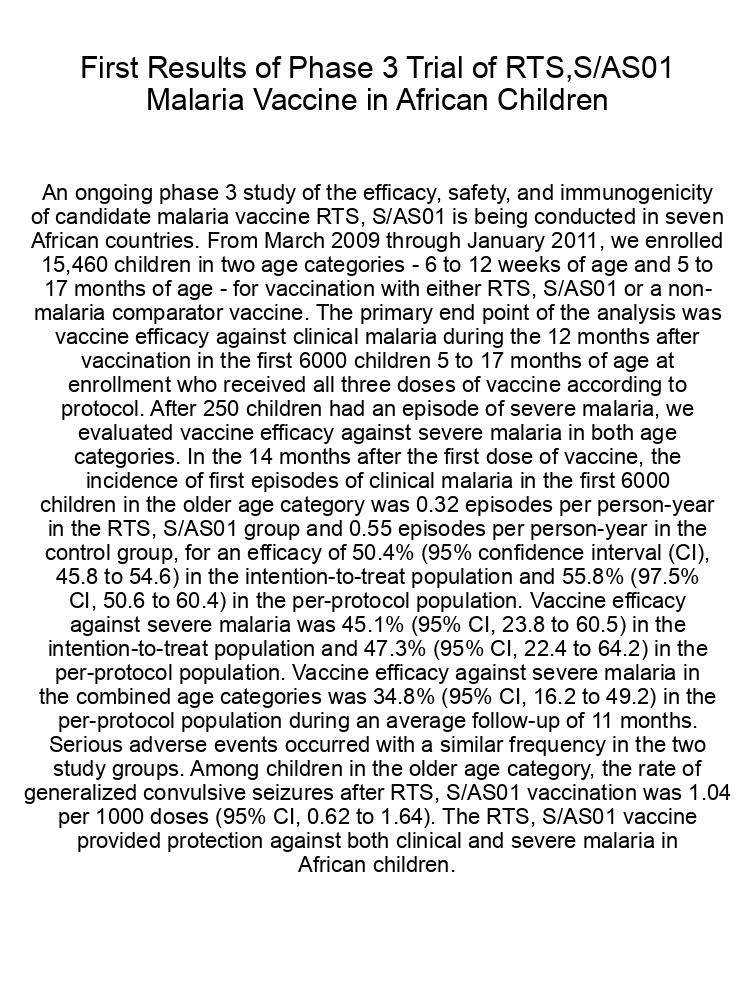 First Results of Phase 3 Trial of RTS,S/AS01
Malaria Vaccine in African Children
An ongoing phase 3 study of the efficacy, safety, and immunogenicity
of candidate malaria vaccine RTS, S/AS01 is being conducted in seven
African countries. From March 2009 through January 2011, we enrolled
15,460 children in two age categories - 6 to 12 weeks of age and 5 to
17 months of age - for vaccination with either RTS, S/AS01 or a non-
malaria comparator vaccine. The primary end point of the analysis was
vaccine efficacy against clinical malaria during the 12 months after
vaccination in the first 6000 children 5 to 17 months of age at
enrollment who received all three doses of vaccine according to
protocol. After 250 children had an episode of severe malaria, we
evaluated vaccine efficacy against severe malaria in both age
categories. In the 14 months after the first dose of vaccine, the
incidence of first episodes of clinical malaria in the first 6000
children in the older age category was 0.32 episodes per person-year
in the RTS, S/AS01 group and 0.55 episodes per person-year in the
control group, for an efficacy of 50.4% (95% confidence interval (CI),
45.8 to 54.6) in the intention-to-treat population and 55.8% (97.5%
CI, 50.6 to 60.4) in the per-protocol population. Vaccine efficacy
against severe malaria was 45.1% (95% CI, 23.8 to 60.5) in the
intention-to-treat population and 47.3% (95% CI, 22.4 to 64.2) in the
per-protocol population. Vaccine efficacy against severe malaria in
the combined age categories was 34.8% (95% CI, 16.2 to 49.2) in the
per-protocol population during an average follow-up of 11 months.
Serious adverse events occurred with a similar frequency in the two
study groups. Among children in the older age category, the rate of
generalized convulsive seizures after RTS, S/AS01 vaccination was 1.04
per 1000 doses (95% CI, 0.62 to 1.64). The RTS, S/AS01 vaccine
provided protection against both clinical and severe malaria in
African children.